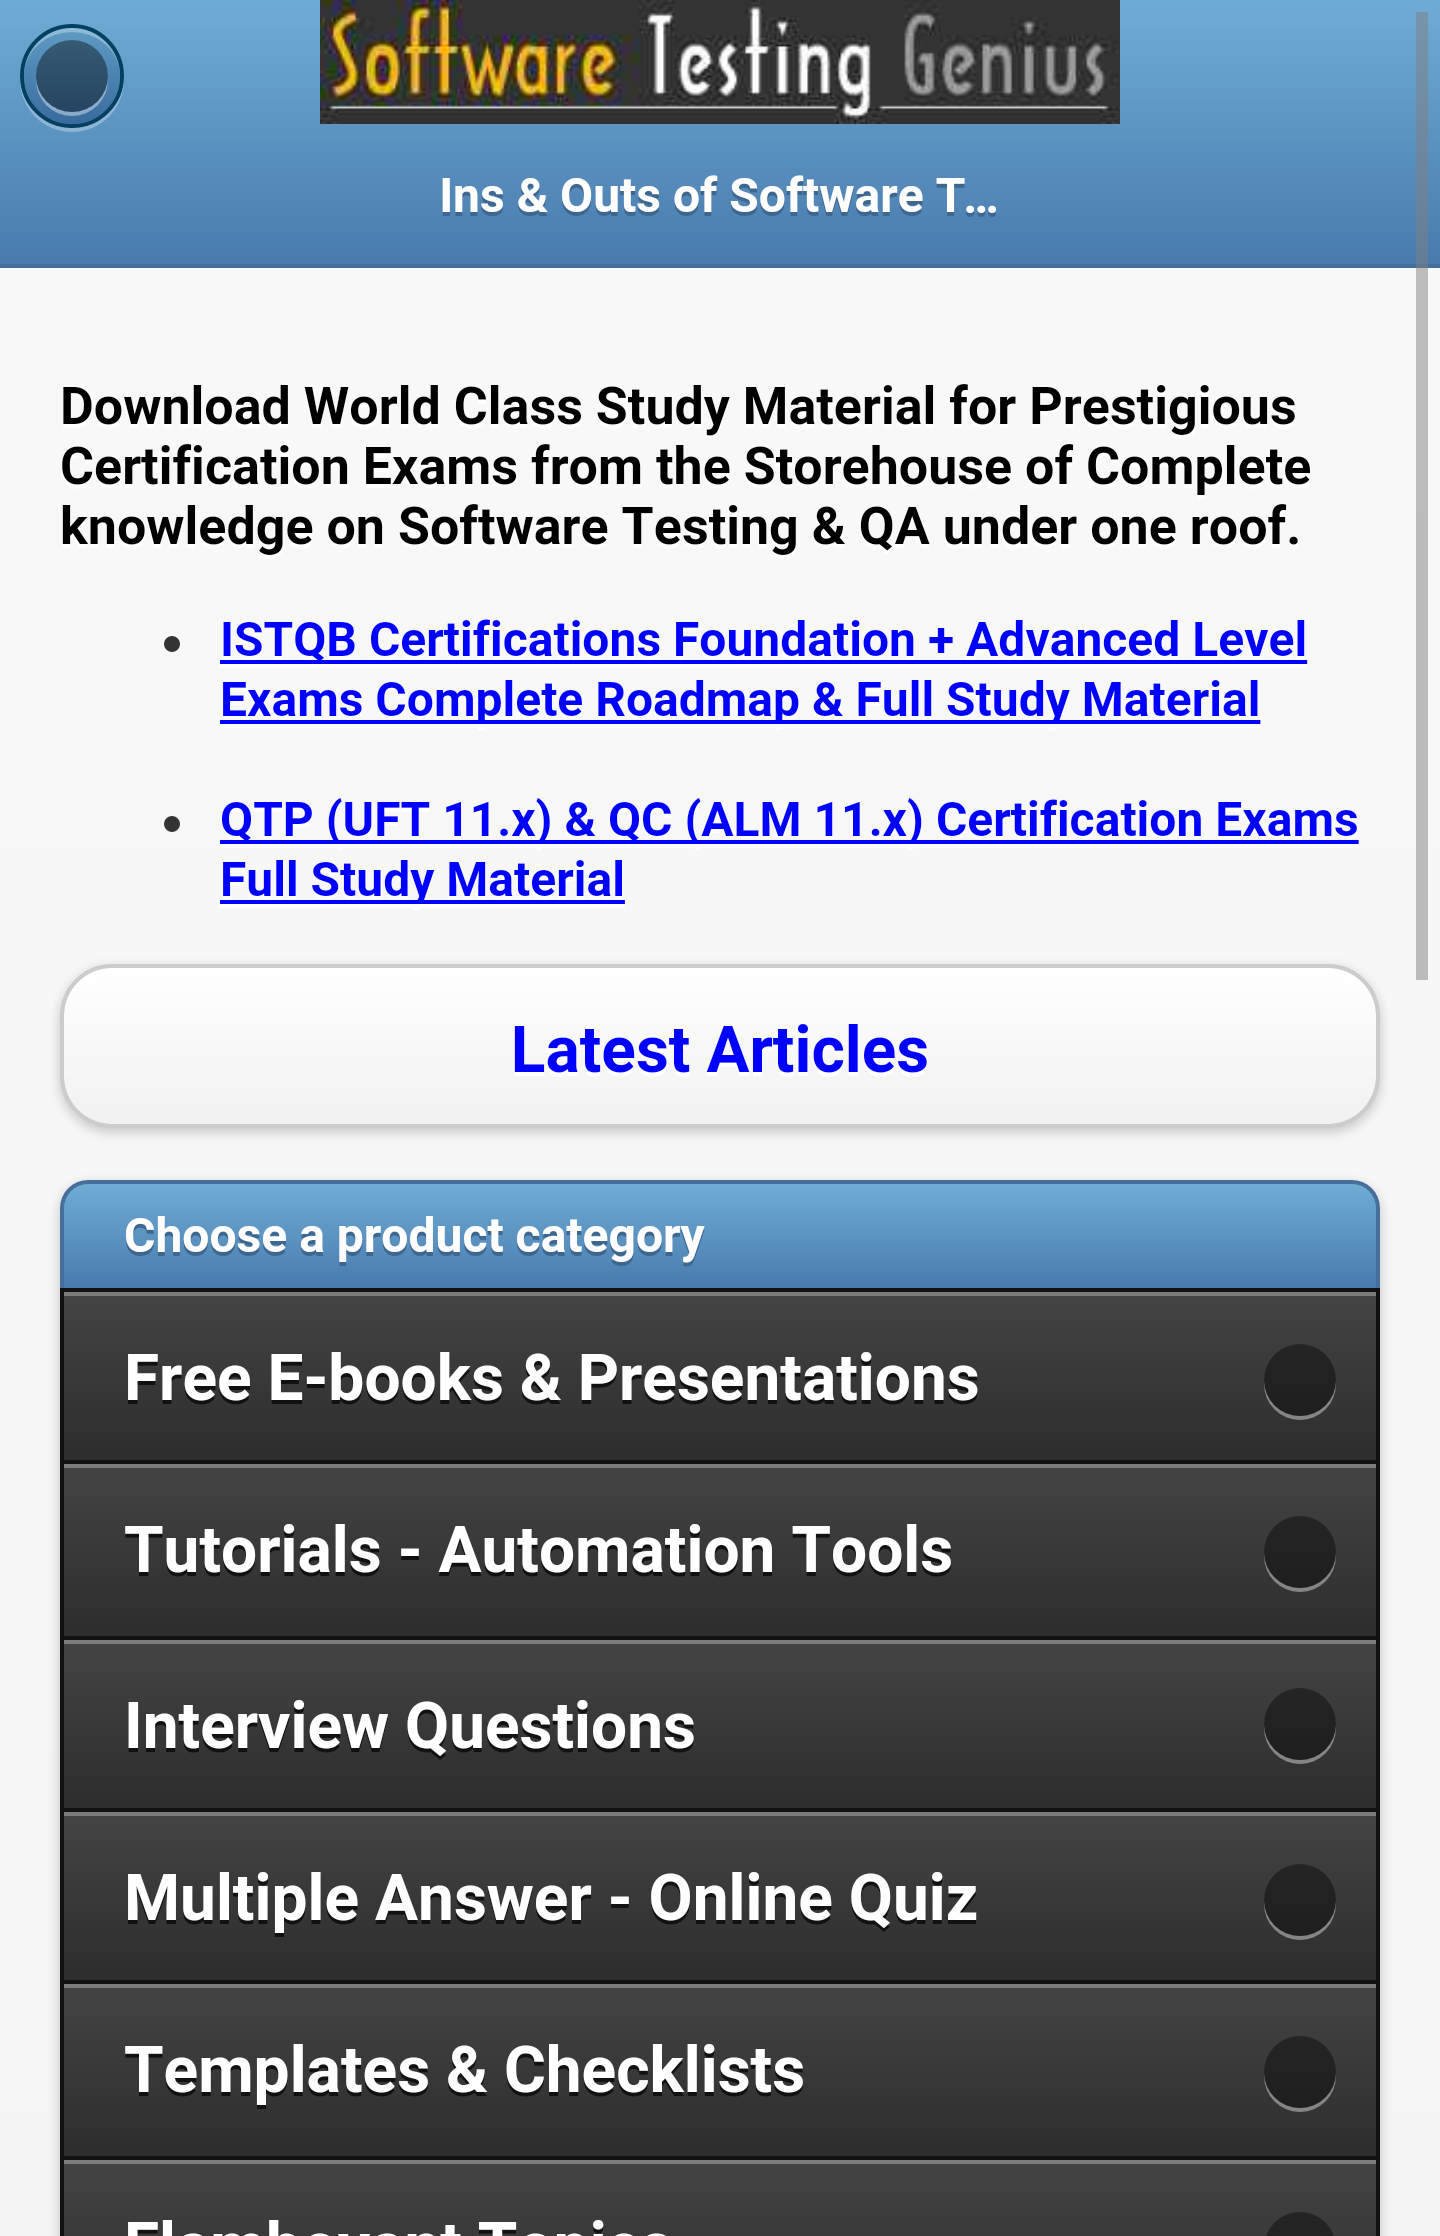 Software Testing Genius
Ins & Outs of Software T...
Download World Class Study Material for Prestigious
Certification Exams from the Storehouse of Complete
knowledge on Software Testing & QA under one roof.
ISTQB Certifications Foundation + Advanced Level
Exams Complete Roadmap & Full Study Material
QTP (UFT 11.x) & QC (ALM 11.x) Certification Exams
Full Study Material
Latest Articles
Choose a product category
Free E-books & Presentations
Tutorials - Automation Tools
Interview Questions
Multiple Answer - Online Quiz
Templates & Checklists
Flamboyant Topics